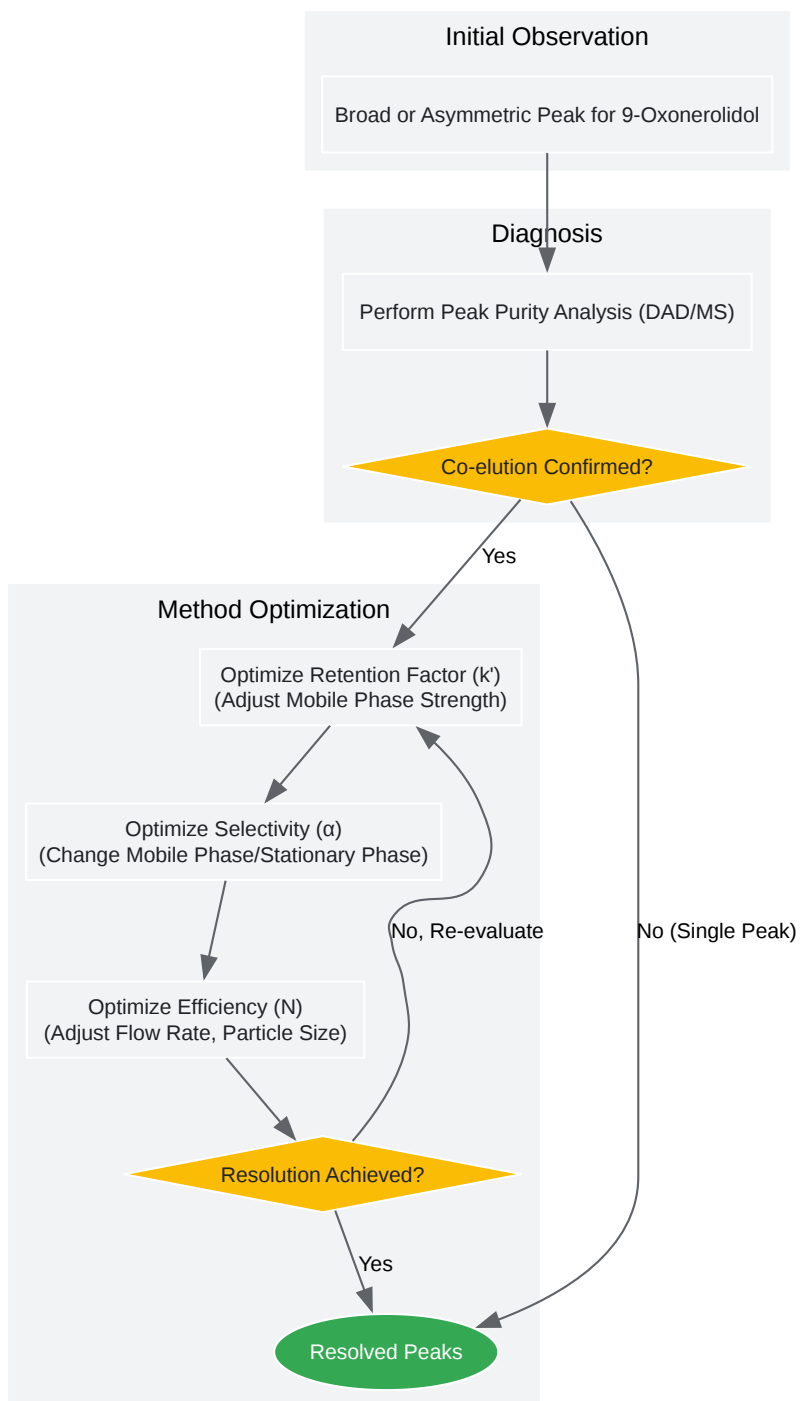 Initial Observation
Broad or Asymmetric Peak for 9-Oxonerolidol
Diagnosis
Perform Peak Purity Analysis (DAD/MS)
Co-elution Confirmed?
Yes
Method Optimization
Optimize Retention Factor (k')
(Adjust Mobile Phase Strength)
Optimize Selectivity (α)
(Change Mobile Phase/Stationary Phase)
No, Re-evaluate
No (Single Peak)
Optimize Efficiency (N)
(Adjust Flow Rate, Particle Size)
Resolution Achieved?
Yes
Resolved Peaks